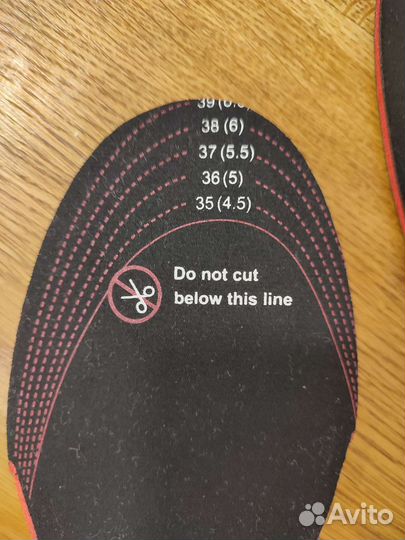 38 (6)
37 (5.5)
36 (5)
35 (4.5)
Do not cut
below this line
Avito